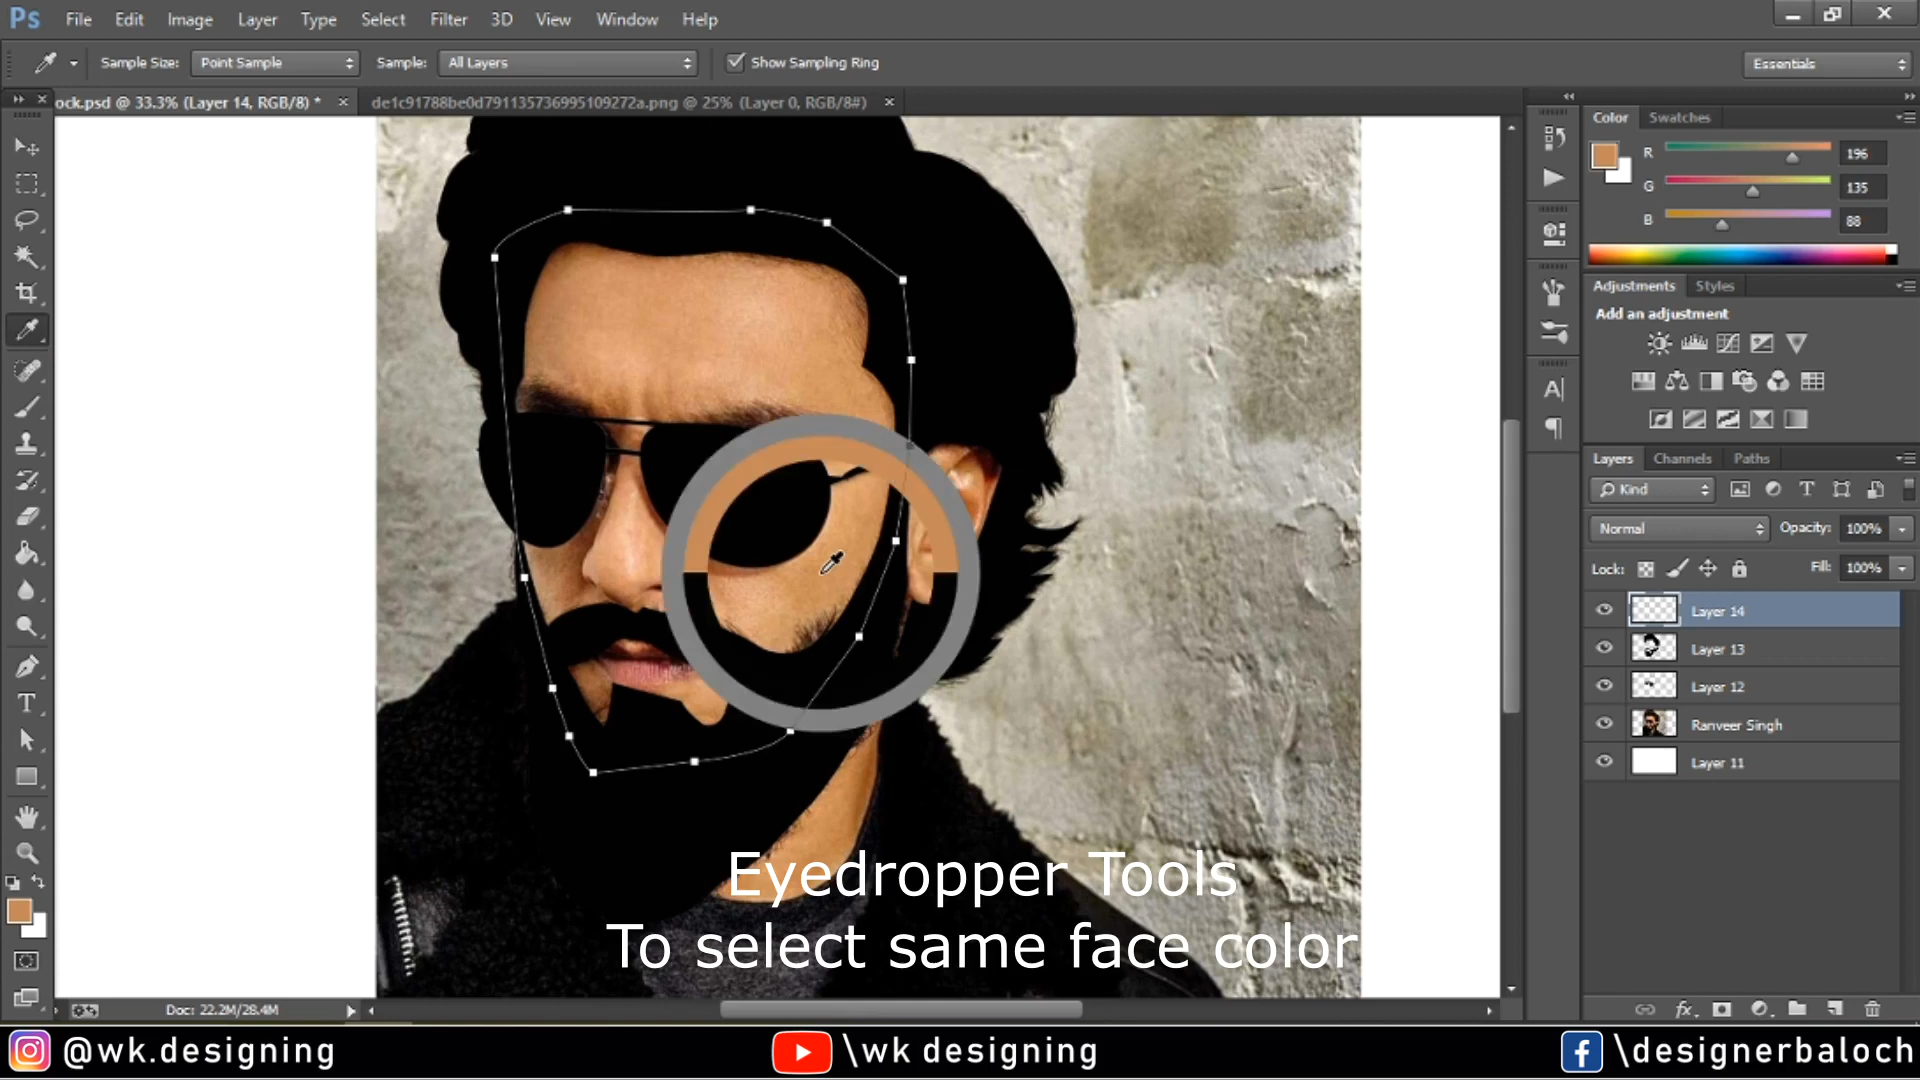 Ps File Edit Image Layer Type Select Filter 3D View Window Help
Sample Size: Point Sample Sample: All Layers Show Sampling Ring Essentials
ock.psd @ 33.3% (Layer 14, RGB/8) * × de1c91788be0d791135736995109272a.png @ 25% (Layer 0, RGB/8#) ×
Color Swatches
R 196
G 135
B 88
Adjustments Styles
Add an adjustment
Layers Channels Paths
Kind
Normal Opacity: 100%
Lock: Fill: 100%
Layer 14
Layer 13
Layer 12
Ranveer Singh
Layer 11
Eyedropper Tools
To select same face color
Doc: 22.2M/28.4M
@wk.designing \wk designing \designerbaloch